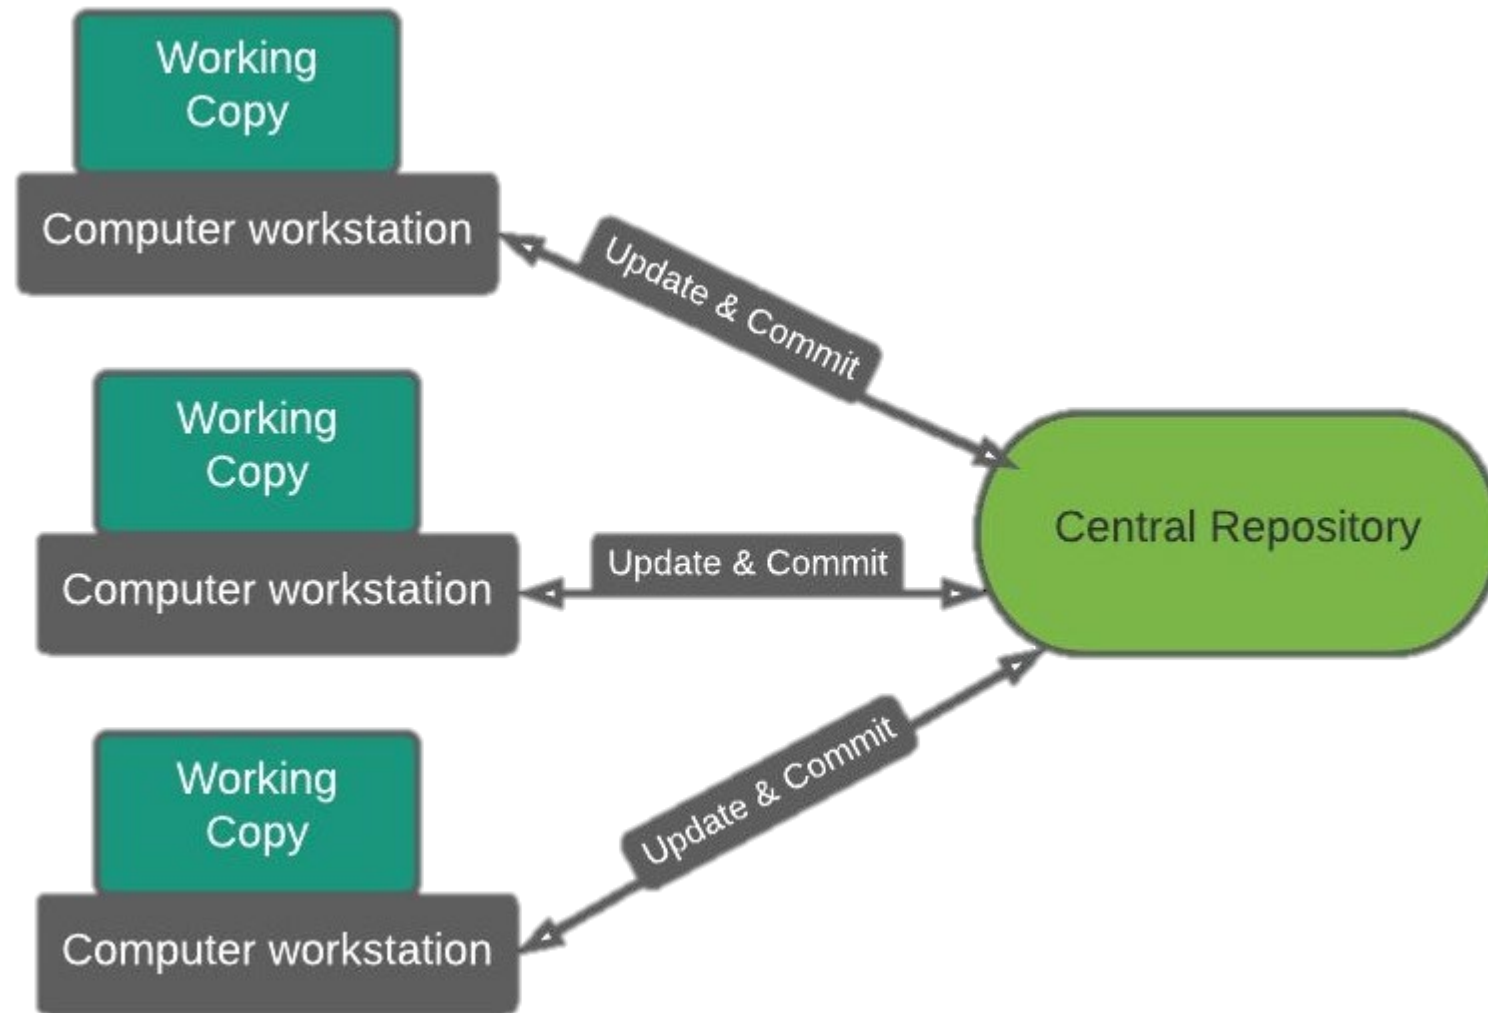 Working
Copy
Computer workstation
Update & Commit
Working
Copy
Computer workstation
Update & Commit
Central Repository
Working
Copy
Computer workstation
Update & Commit